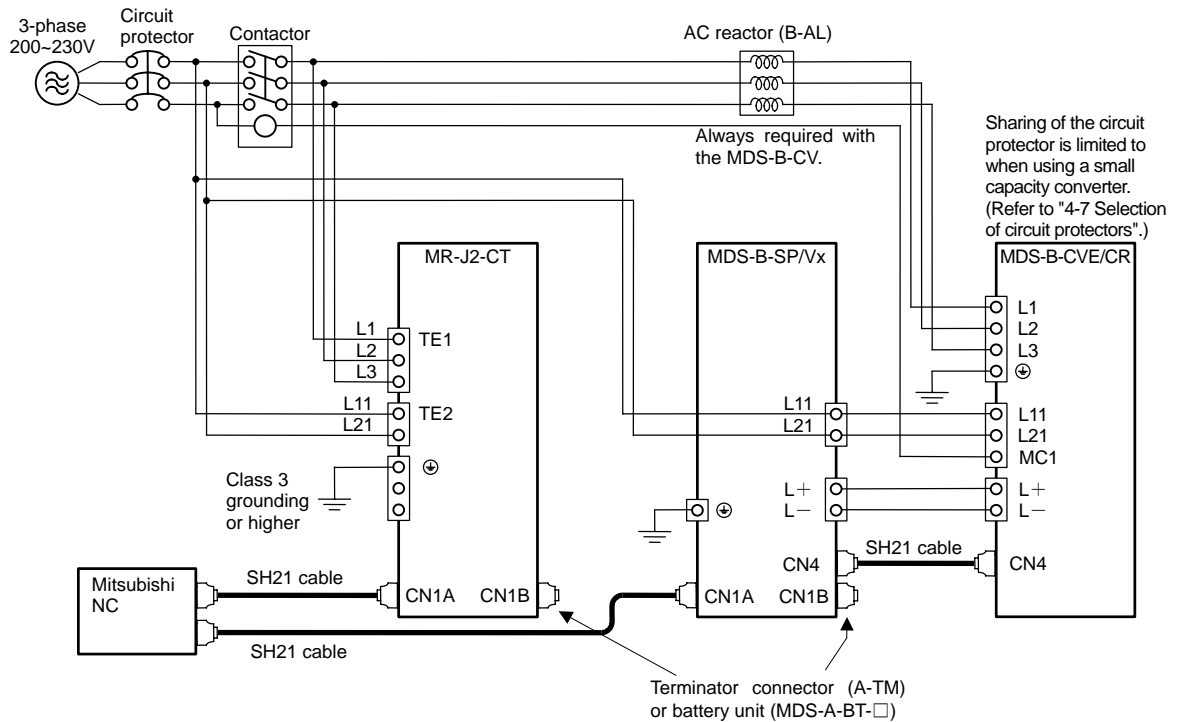 3-phase
200~230V
Circuit
protector
Contactor
AC reactor (B-AL)
Always required with
the MDS-B-CV.
Sharing of the circuit
protector is limited to
when using a small
capacity converter.
(Refer to "4-7 Selection
of circuit protectors".)
MR-J2-CT
MDS-B-SP/Vx
MDS-B-CVE/CR
L1
L2
L3
TE1
L11
L21
TE2
Class 3
grounding
or higher
L11
L21
L+
L−
L1
L2
L3
L11
L21
MC1
L+
L−
CN4
SH21 cable
CN4
Mitsubishi
NC
SH21 cable
CN1A
CN1B
CN1A
CN1B
SH21 cable
Terminator connector (A-TM)
or battery unit (MDS-A-BT-□)